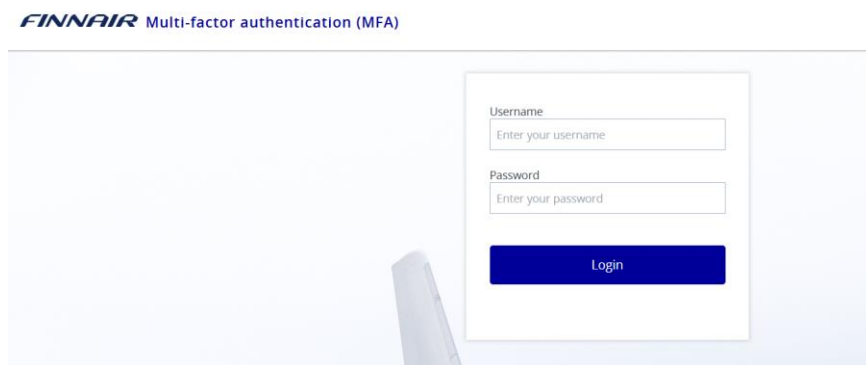 FINNAIR Multi-factor authentication (MFA)
Username
Enter your username
Password
Enter your password
Login